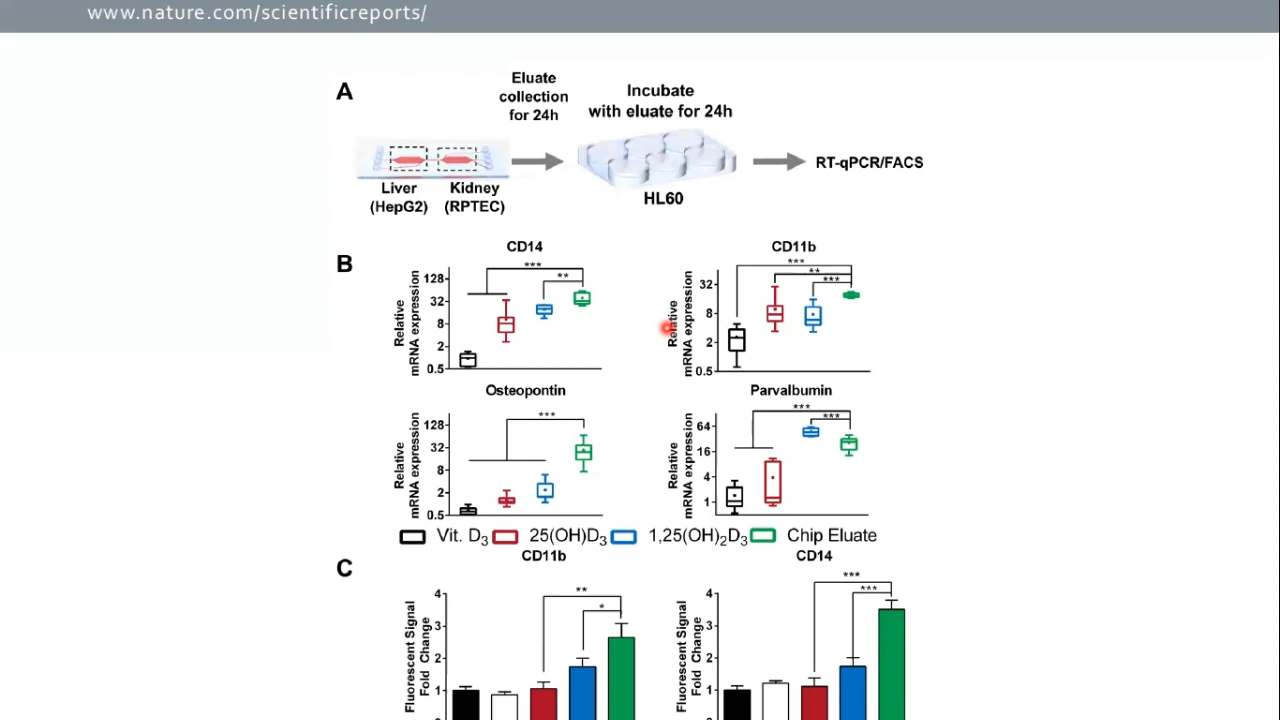 www.nature.com/scientificreports/
A
Eluate
collection
for 24h
Incubate
with eluate for 24h
Liver
(HepG2)
Kidney
(RPTEC)
HL60
RT-qPCR/FACS
B
CD14
Relative
mRNA expression
128
32
8
2
0.5
***
**
CD11b
Relative
mRNA expression
32
8
2
0.5
***
**
***
Osteopontin
Relative
mRNA expression
128
32
8
2
0.5
***
Parvalbumin
Relative
mRNA expression
64
16
4
1
***
***
Vit. D3 25(OH)D3 1,25(OH)2D3 Chip Eluate
C
CD11b
Fluorescent Signal
Fold Change
4
3
2
1
**
*
CD14
Fluorescent Signal
Fold Change
4
3
2
1
***
***